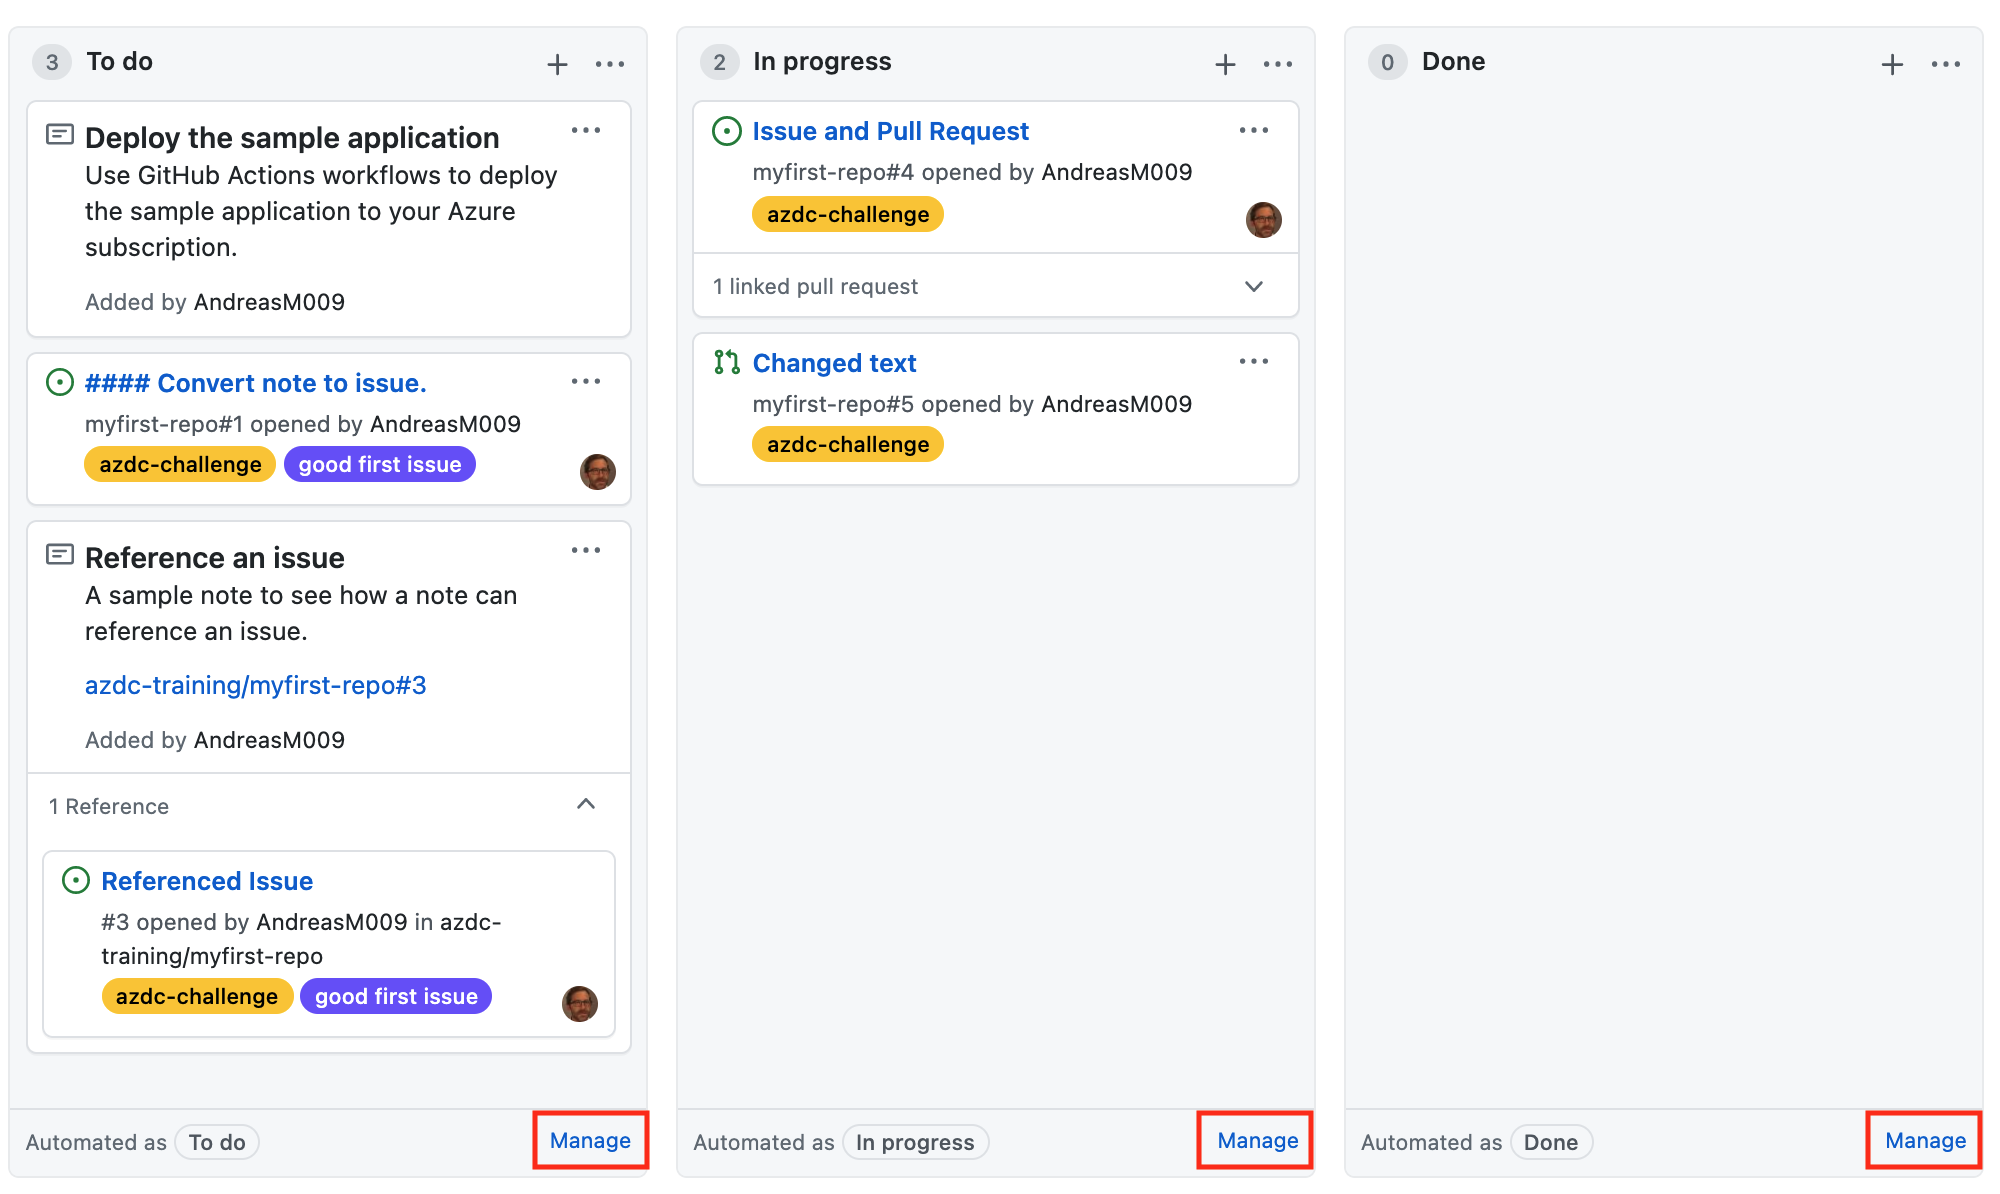 3 To do
Deploy the sample application
Use GitHub Actions workflows to deploy
the sample application to your Azure
subscription.
Added by AndreasM009
#### Convert note to issue.
myfirst-repo#1 opened by AndreasM009
azdc-challenge good first issue
Reference an issue
A sample note to see how a note can
reference an issue.
azdc-training/myfirst-repo#3
Added by AndreasM009
1 Reference
Referenced Issue
#3 opened by AndreasM009 in azdc-
training/myfirst-repo
azdc-challenge good first issue
Automated as To do Manage
2 In progress
Issue and Pull Request
myfirst-repo#4 opened by AndreasM009
azdc-challenge
1 linked pull request
Changed text
myfirst-repo#5 opened by AndreasM009
azdc-challenge
Automated as In progress Manage
0 Done
Automated as Done Manage